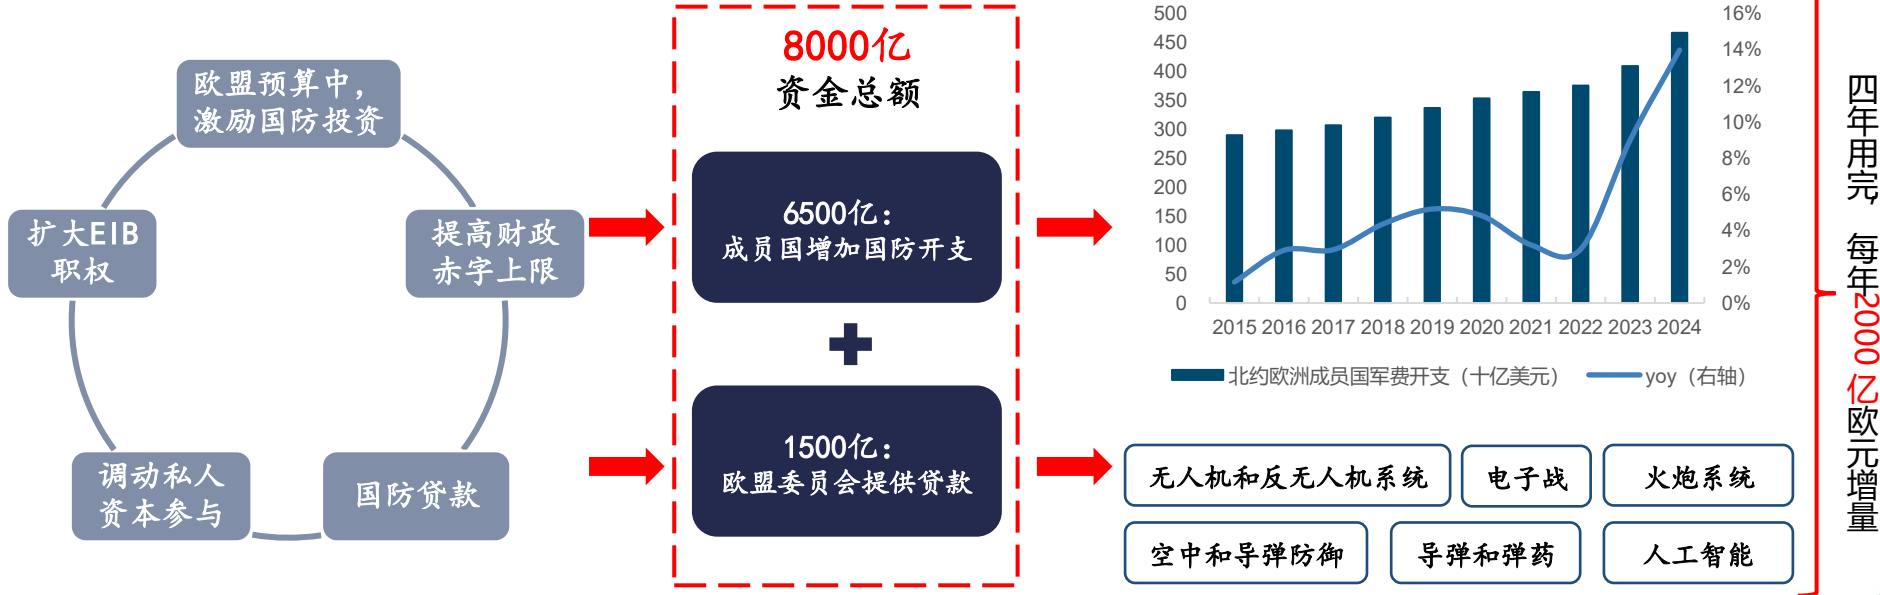 欧盟预算中，
激励国防投资
扩大EIB
职权
提高财政
赤字上限
调动私人
资本参与
国防贷款
8000亿
资金总额
6500亿：
成员国增加国防开支
1500亿：
欧盟委员会提供贷款
500
450
400
350
300
250
200
150
100
50
0
16%
14%
12%
10%
8%
6%
4%
2%
0%
2015 2016 2017 2018 2019 2020 2021 2022 2023 2024
北约欧洲成员国军费开支（十亿美元） yoy（右轴）
无人机和反无人机系统
电子战
火炮系统
空中和导弹防御
导弹和弹药
人工智能
四年用完，每年2000亿欧元增量